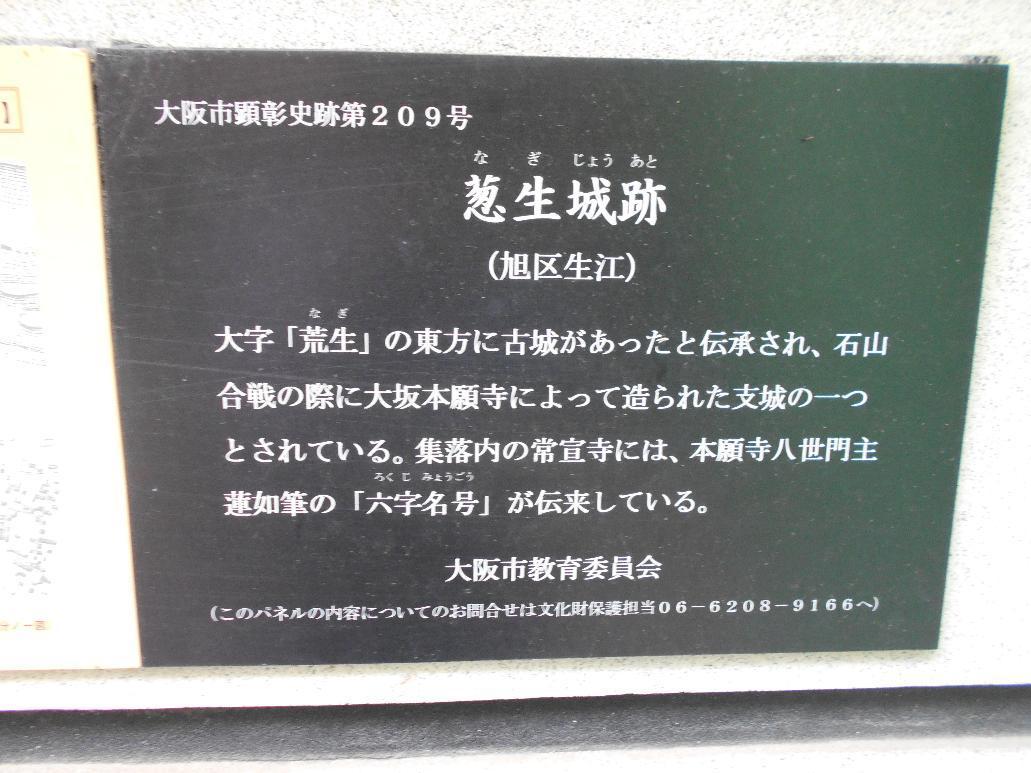 大阪市顕彰史跡第２０９号
なぎ じょう あと
葱生城跡
（旭区生江）
なぎ
大字「荒生」の東方に古城があったと伝承され、石山
合戦の際に大坂本願寺によって造られた支城の一つ
とされている。集落内の常宣寺には、本願寺八世門主
ろくじ みょうごう
蓮如筆の「六字名号」が伝来している。
大阪市教育委員会
（このパネルの内容についてのお問合せは文化財保護担当０６－６２０８－９１６６へ）